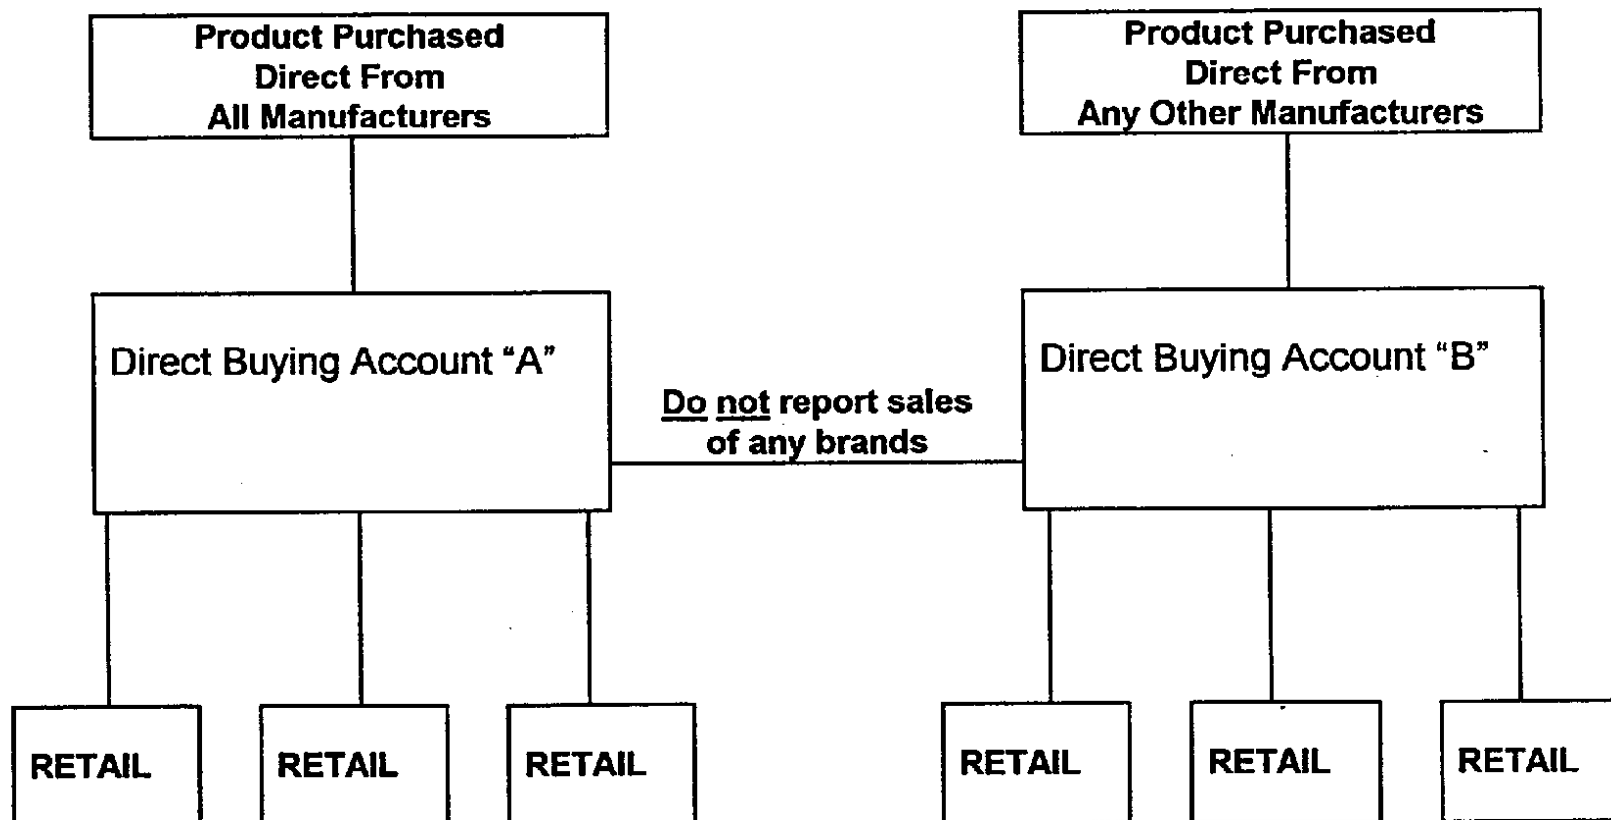 Product Purchased
Direct From
All Manufacturers
Product Purchased
Direct From
Any Other Manufacturers
Direct Buying Account “A”
Do not report sales
of any brands
Direct Buying Account “B”
RETAIL
RETAIL
RETAIL
RETAIL
RETAIL
RETAIL